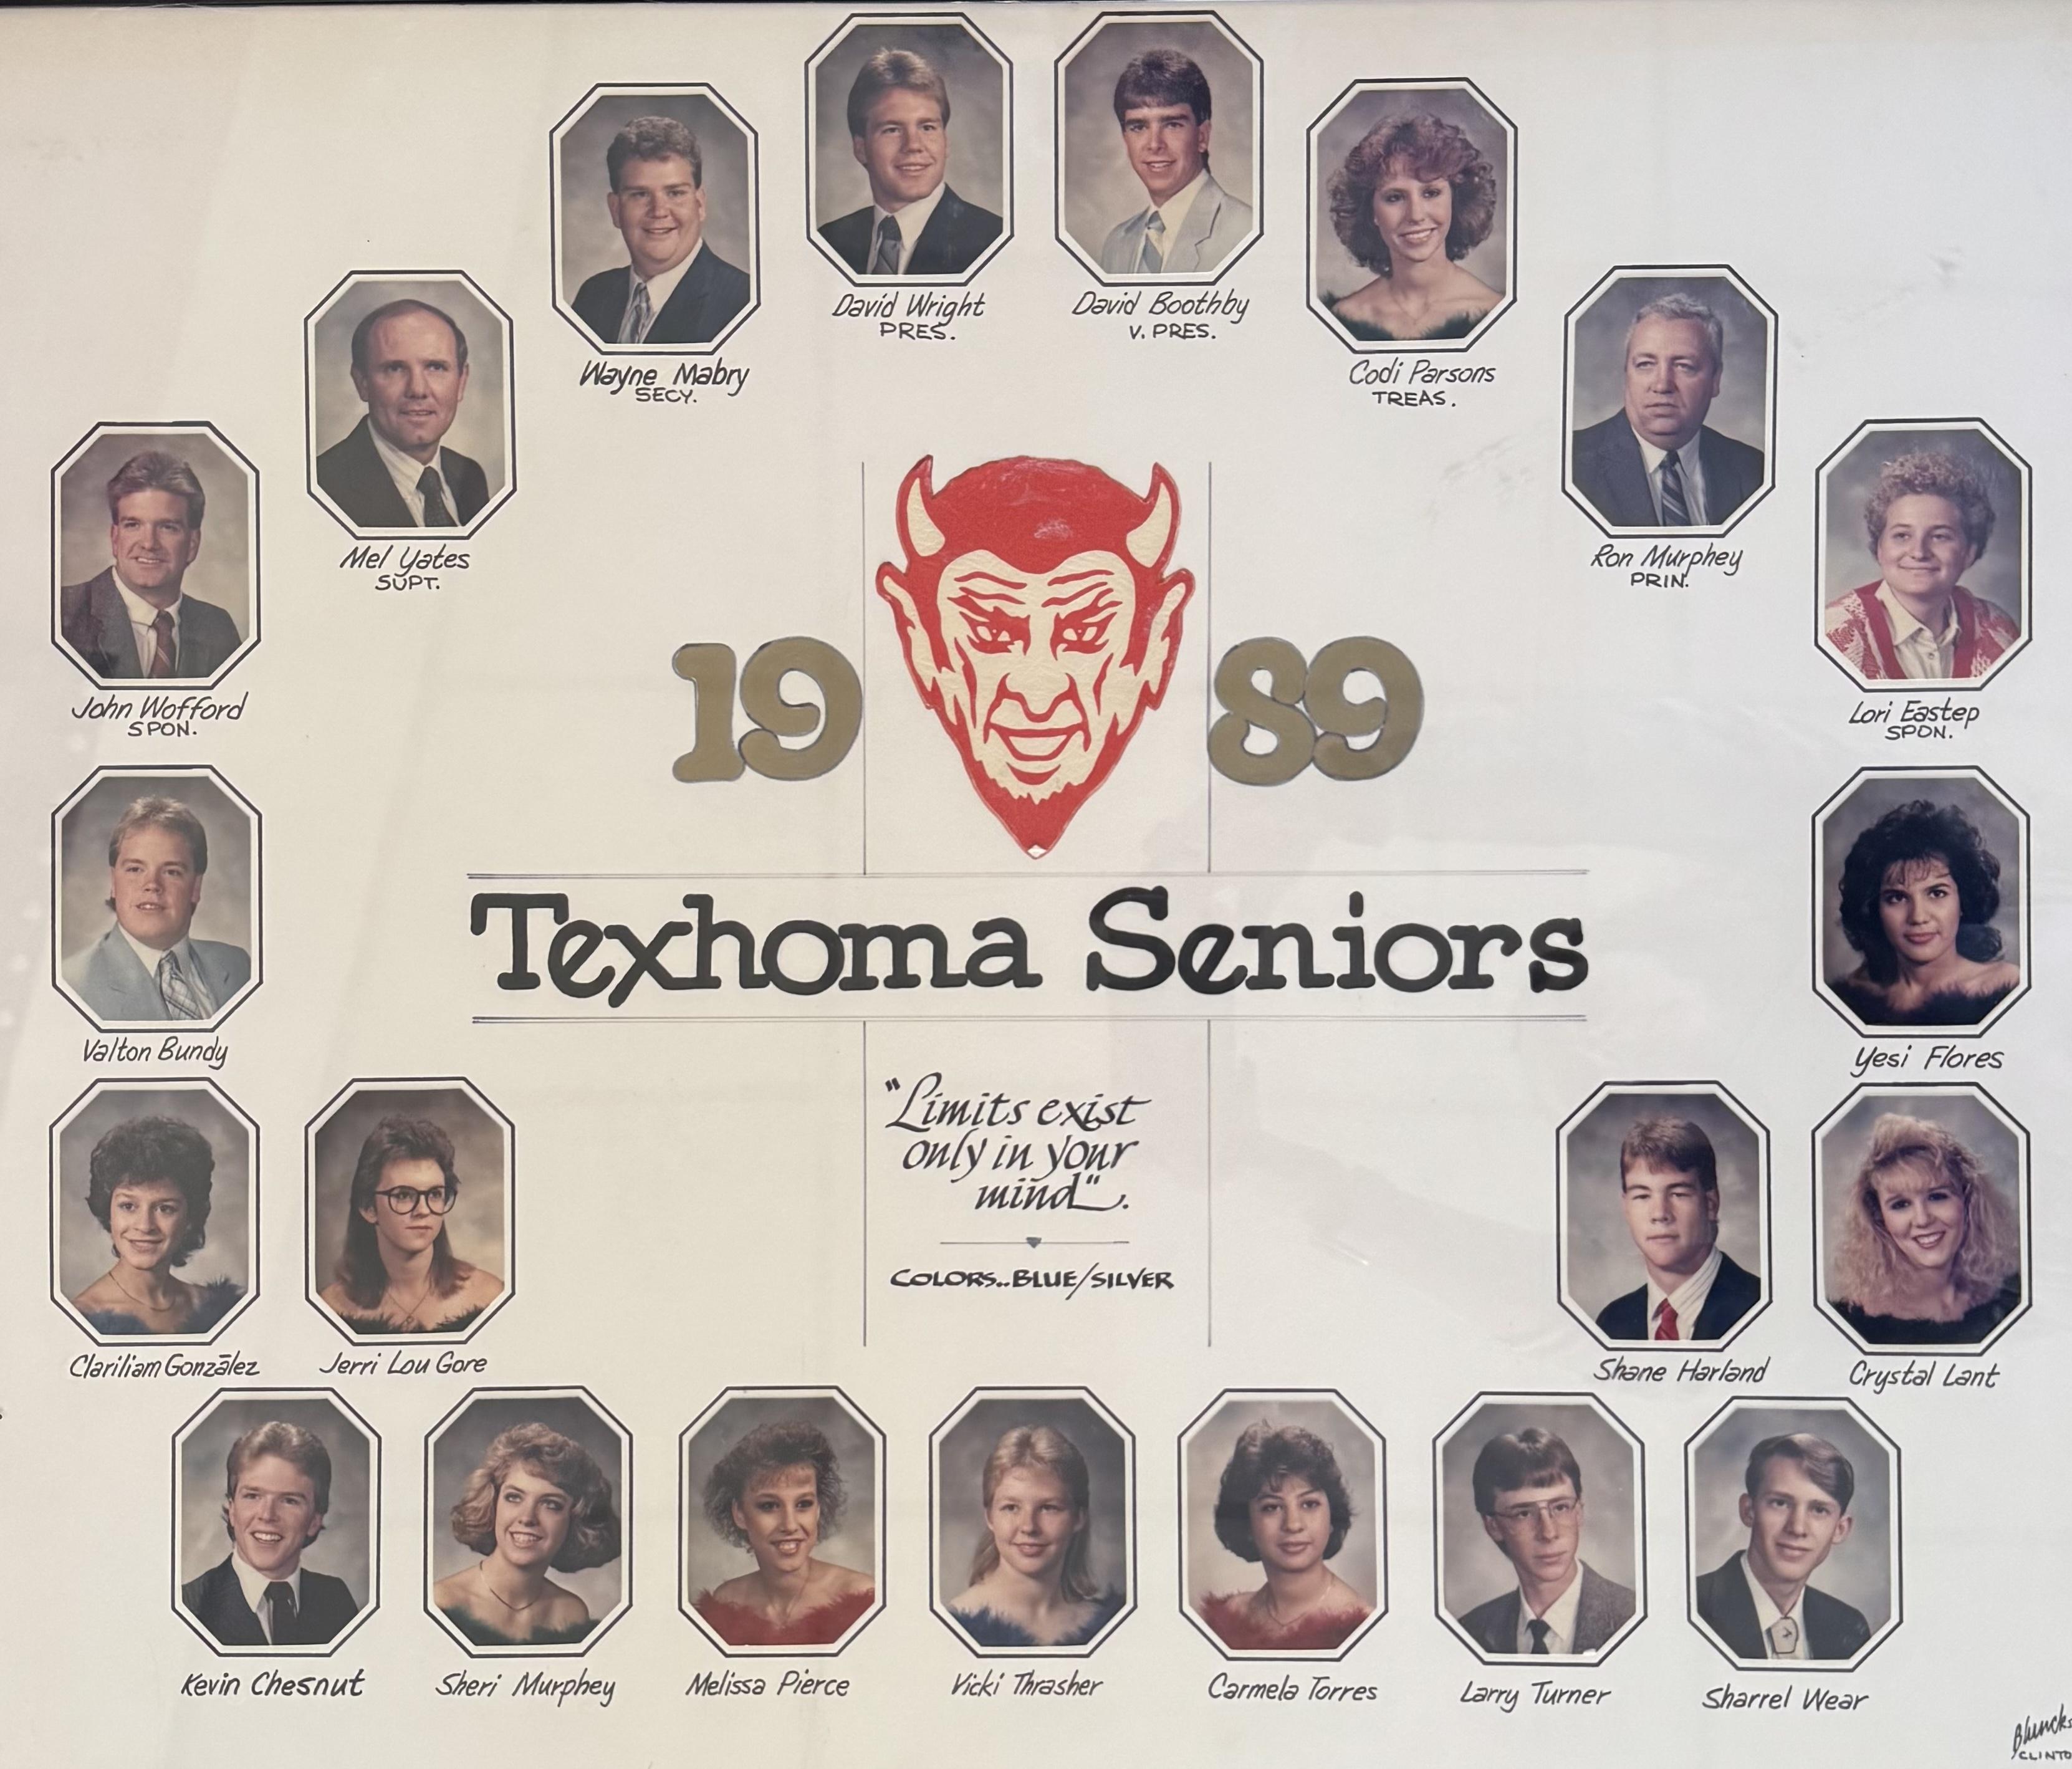 David Wright
PRES.
David Boothby
V. PRES.
Wayne Mabry
SECY.
Codi Parsons
TREAS.
Mel Yates
SUPT.
Ron Murphey
PRIN.
John Wofford
SPON.
Lori Eastep
SPON.
1989
Texhoma Seniors
Valton Bundy
Yesi Flores
"Limits exist
only in your
mind".
COLORS..BLUE/SILVER
Clariliam González
Jerri Lou Gore
Shane Harland
Crystal Lant
Kevin Chesnut
Sheri Murphey
Melissa Pierce
Vicki Thrasher
Carmela Torres
Larry Turner
Sharrel Wear
CLINTO